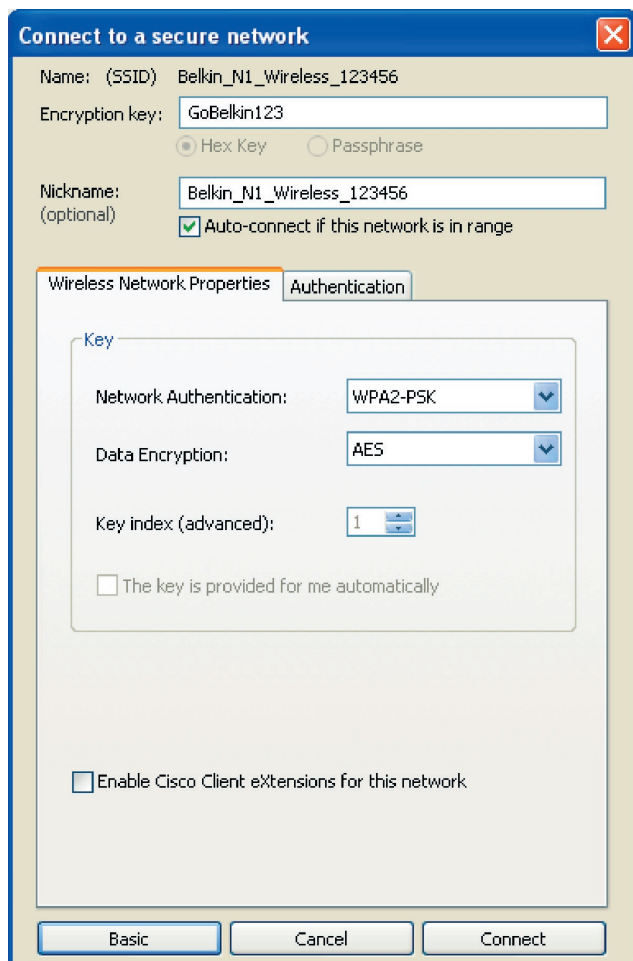 Connect to a secure network
Name: (SSID) Belkin_N1_Wireless_123456
Encryption key: GoBelkin123
Hex Key Passphrase
Nickname: Belkin_N1_Wireless_123456
(optional)
Auto-connect if this network is in range
Wireless Network Properties Authentication
Key
Network Authentication: WPA2-PSK
Data Encryption: AES
Key index (advanced): 1
The key is provided for me automatically
Enable Cisco Client eXtensions for this network
Basic Cancel Connect